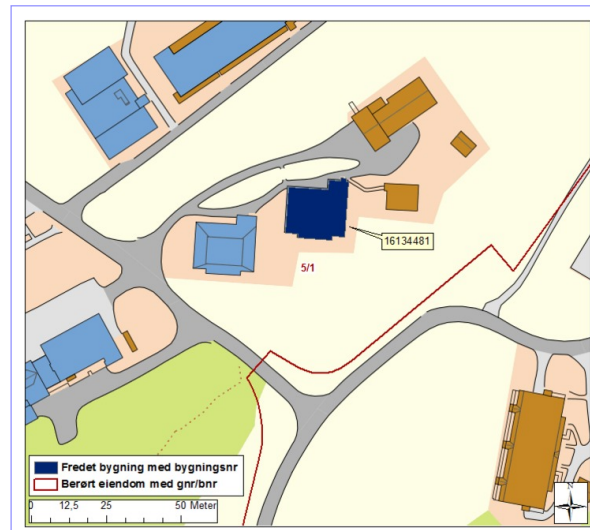 16134481
5/1
Fredet bygning med bygningsnr
Berørt eiendom med gnr/bnr
0 12,5 25 50 Meter
N